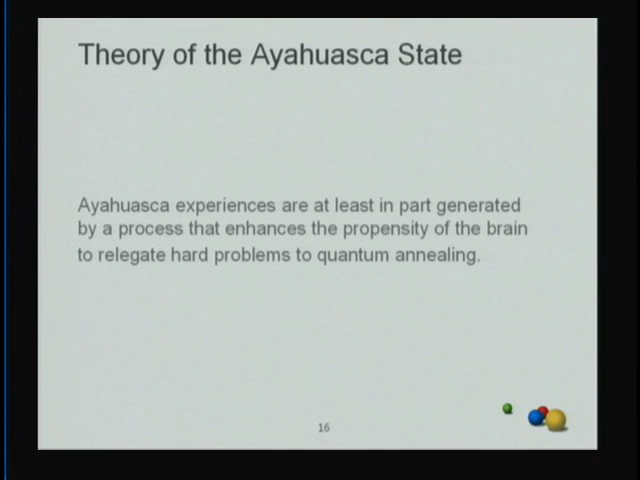 Theory of the Ayahuasca State
Ayahuasca experiences are at least in part generated
by a process that enhances the propensity of the brain
to relegate hard problems to quantum annealing.
16